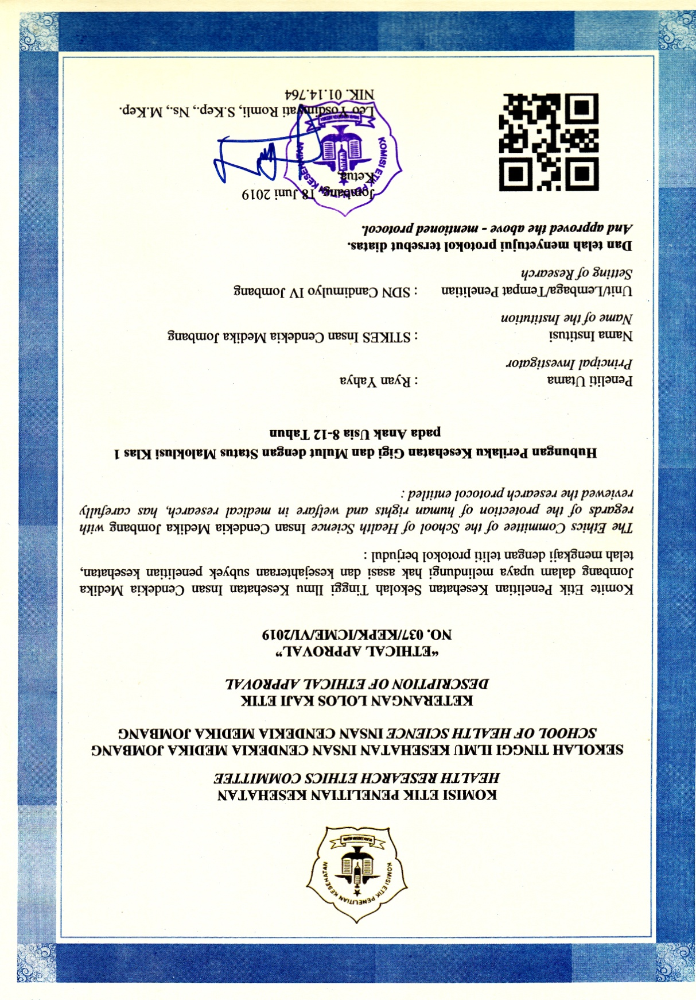 KOMISI ETIK PENELITIAN KESEHATAN
KOMISI ETIK PENELITIAN KESEHATAN
HEALTH RESEARCH ETHICS COMMITTEE
SEKOLAH TINGGI ILMU KESEHATAN INSAN CENDEKIA MEDIKA JOMBANG
SCHOOL OF HEALTH SCIENCE INSAN CENDEKIA MEDIKA JOMBANG
KETERANGAN LOLOS KAJI ETIK
DESCRIPTION OF ETHICAL APPROVAL
“ETHICAL APPROVAL”
NO. 037/KEPK/ICME/VI/2019
Komite Etik Penelitian Kesehatan Sekolah Tinggi Ilmu Kesehatan Insan Cendekia Medika
Jombang dalam upaya melindungi hak asasi dan kesejahteraan subyek penelitian kesehatan,
telah mengkaji dengan teliti protokol berjudul :
The Ethics Committee of the School of Health Science Insan Cendekia Medika Jombang with
regards of the protection of human rights and welfare in medical research, has carefully
reviewed the research protocol entitled :
Hubungan Perilaku Kesehatan Gigi dan Mulut dengan Status Maloklusi Klas 1
pada Anak Usia 8-12 Tahun
Peneliti Utama : Ryan Yahya
Principal Investigator
Nama Institusi : STIKES Insan Cendekia Medika Jombang
Name of the Institution
Unit/Lembaga/Tempat Penelitian : SDN Candimulyo IV Jombang
Setting of Research
Dan telah menyetujui protokol tersebut diatas.
And approved the above - mentioned protocol.
Jombang, 18 Juni 2019
Ketua,
KOMISI ETIK PENELITIAN KESEHATAN
Leo Yosdimyati Romli, S.Kep., Ns., M.Kep.
NIK. 01.14.764